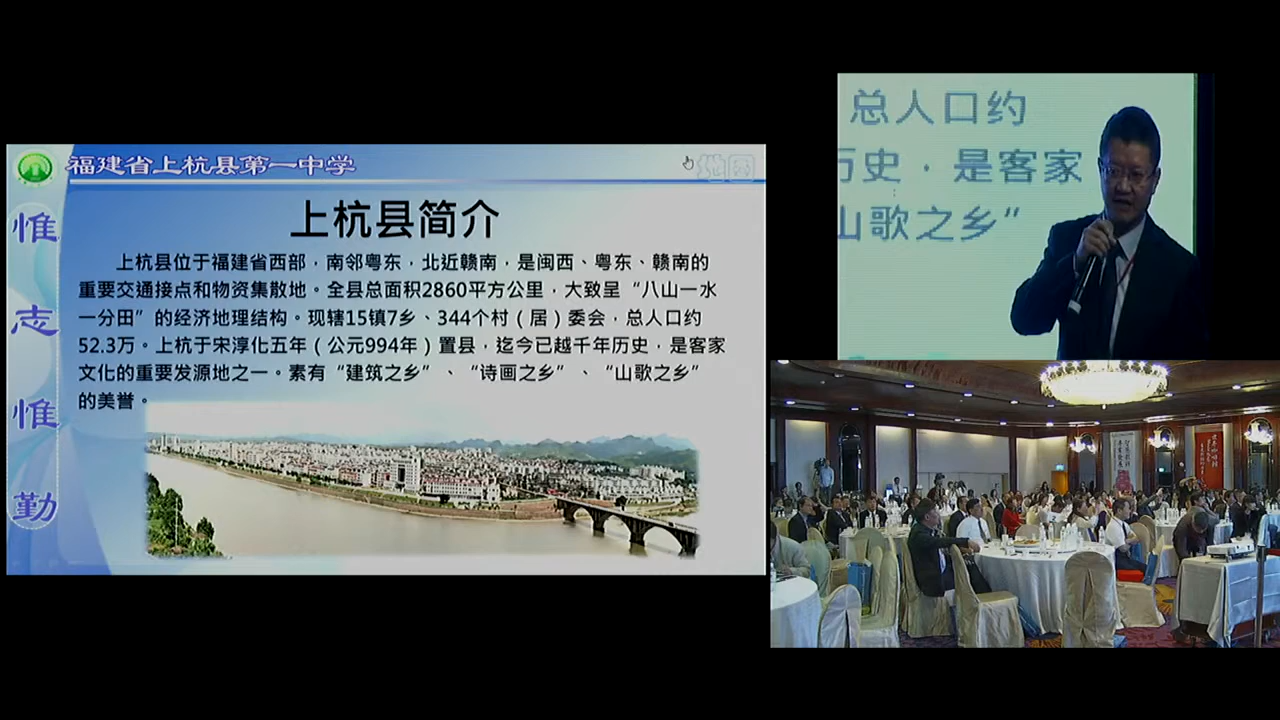 福建省上杭县第一中学
地图
惟
志
惟
勤
上杭县简介
上杭县位于福建省西部，南邻粤东，北近赣南，是闽西、粤东、赣南的
重要交通接点和物资集散地。全县总面积2860平方公里，大致呈“八山一水
一分田”的经济地理结构。现辖15镇7乡、344个村（居）委会，总人口约
52.3万。上杭于宋淳化五年（公元994年）置县，迄今已越千年历史，是客家
文化的重要发源地之一。素有“建筑之乡”、“诗画之乡”、“山歌之乡”
的美誉。
总人口约
历史，是客家
山歌之乡”